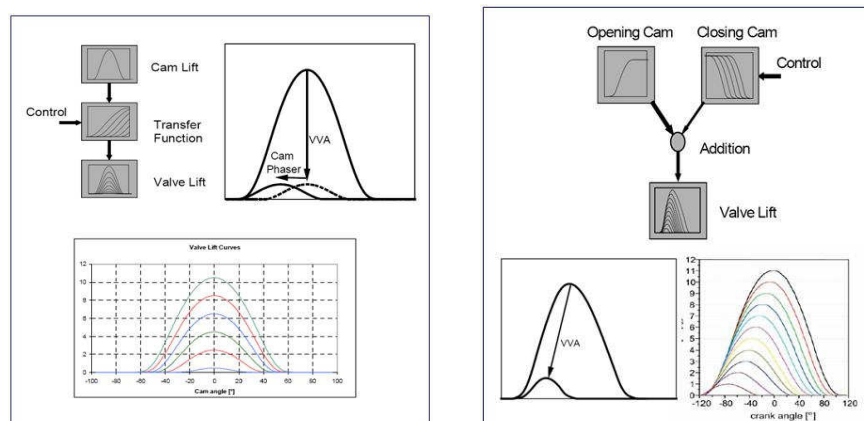 Cam Lift
Control
Transfer
Function
Valve Lift
VVA
Cam
Phaser
Valve Lift Curves
12
10
8
6
4
2
0
-100 -80 -60 -40 -20 0 20 40 60 80 100
Cam angle [°]
Opening Cam Closing Cam
Control
Addition
Valve Lift
VVA
12
11
10
9
8
7
6
5
4
3
2
1
0
-120 -80 -40 0 40 80 120
crank angle [°]